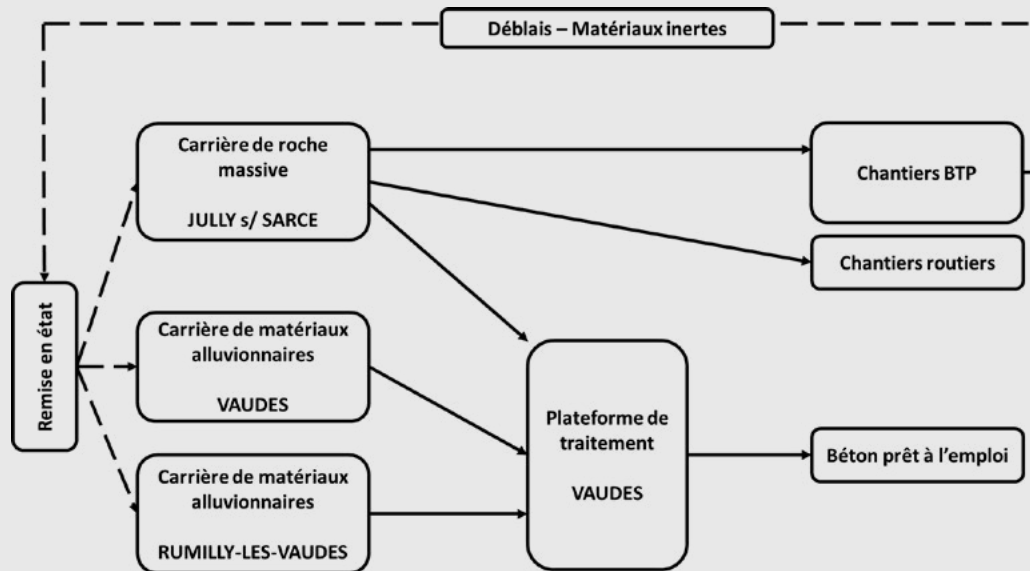 Déblais – Matériaux inertes
Carrière de roche
massive
JULLY s/ SARCE
Chantiers BTP
Chantiers routiers
Remise en état
Carrière de matériaux
alluvionnaires
VAUDES
Plateforme de
traitement
VAUDES
Béton prêt à l’emploi
Carrière de matériaux
alluvionnaires
RUMILLY-LES-VAUDES